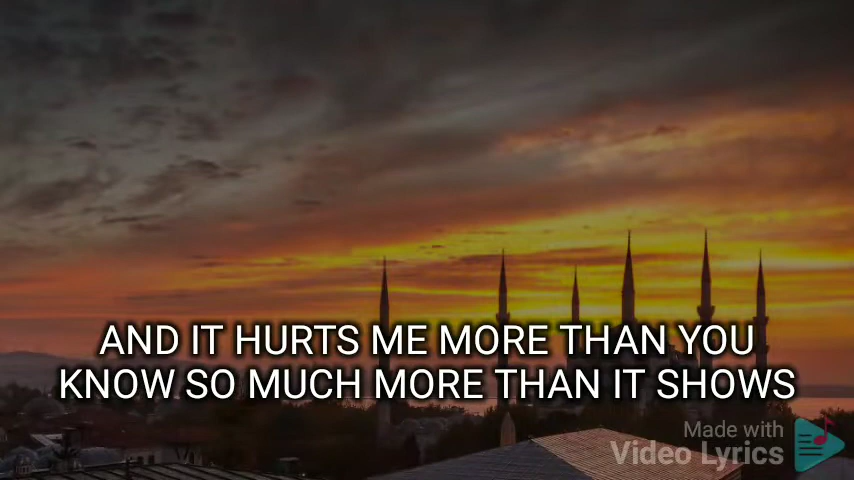 AND IT HURTS ME MORE THAN YOU
KNOW SO MUCH MORE THAN IT SHOWS
Made with
Video Lyrics